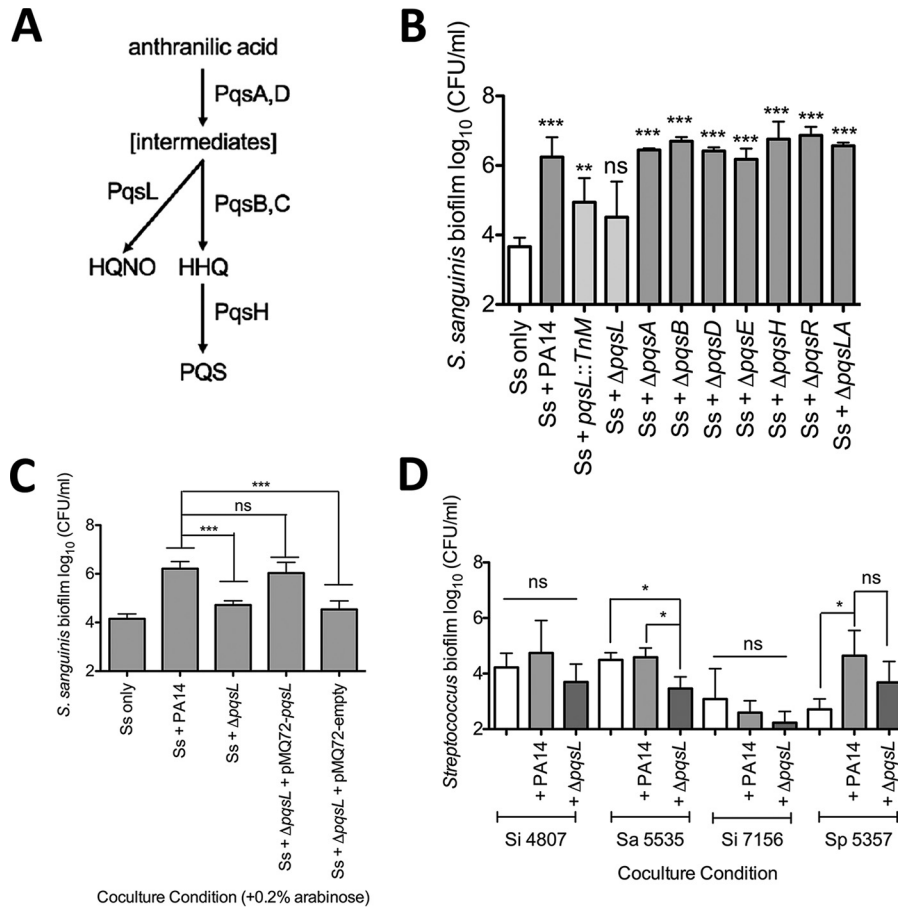 A
anthranilic acid
PqsA,D
[intermediates]
PqsL
PqsB,C
HQNO
HHQ
PqsH
PQS
B
S. sanguinis biofilm log10 (CFU/ml)
8
6
4
2
***
**
ns
***
***
***
***
***
***
***
Ss only
Ss + PA14
Ss + pqsL::TnM
Ss + ΔpqsL
Ss + ΔpqsA
Ss + ΔpqsB
Ss + ΔpqsD
Ss + ΔpqsE
Ss + ΔpqsH
Ss + ΔpqsR
Ss + ΔpqsLA
C
S. sanguinis biofilm log10 (CFU/ml)
8
6
4
2
***
ns
***
Ss only
Ss + PA14
Ss + ΔpqsL
Ss + ΔpqsL + pMQ72-pqsL
Ss + ΔpqsL + pMQ72-empty
Coculture Condition (+0.2% arabinose)
D
Streptococcus biofilm log10 (CFU/ml)
8
6
4
2
ns
*
*
ns
*
ns
+ PA14
+ ΔpqsL
+ PA14
+ ΔpqsL
+ PA14
+ ΔpqsL
+ PA14
+ ΔpqsL
Si 4807
Sa 5535
Si 7156
Sp 5357
Coculture Condition